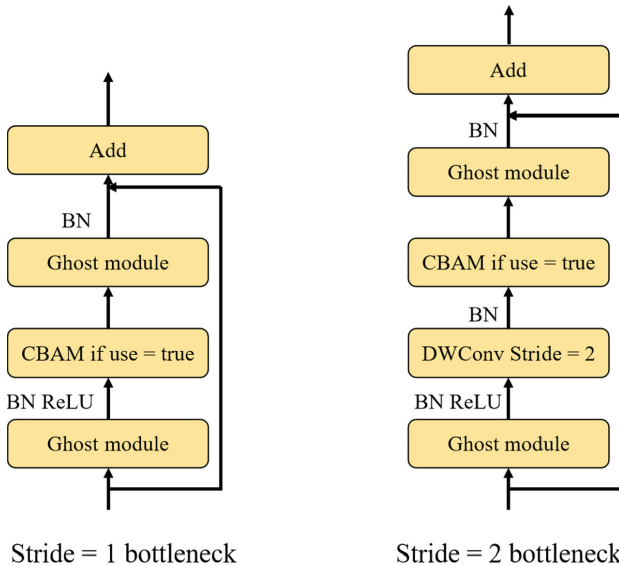 Add
BN
Ghost module
CBAM if use = true
BN ReLU
Ghost module
Stride = 1 bottleneck
Add
BN
Ghost module
CBAM if use = true
BN
DWConv Stride = 2
BN ReLU
Ghost module
Stride = 2 bottleneck